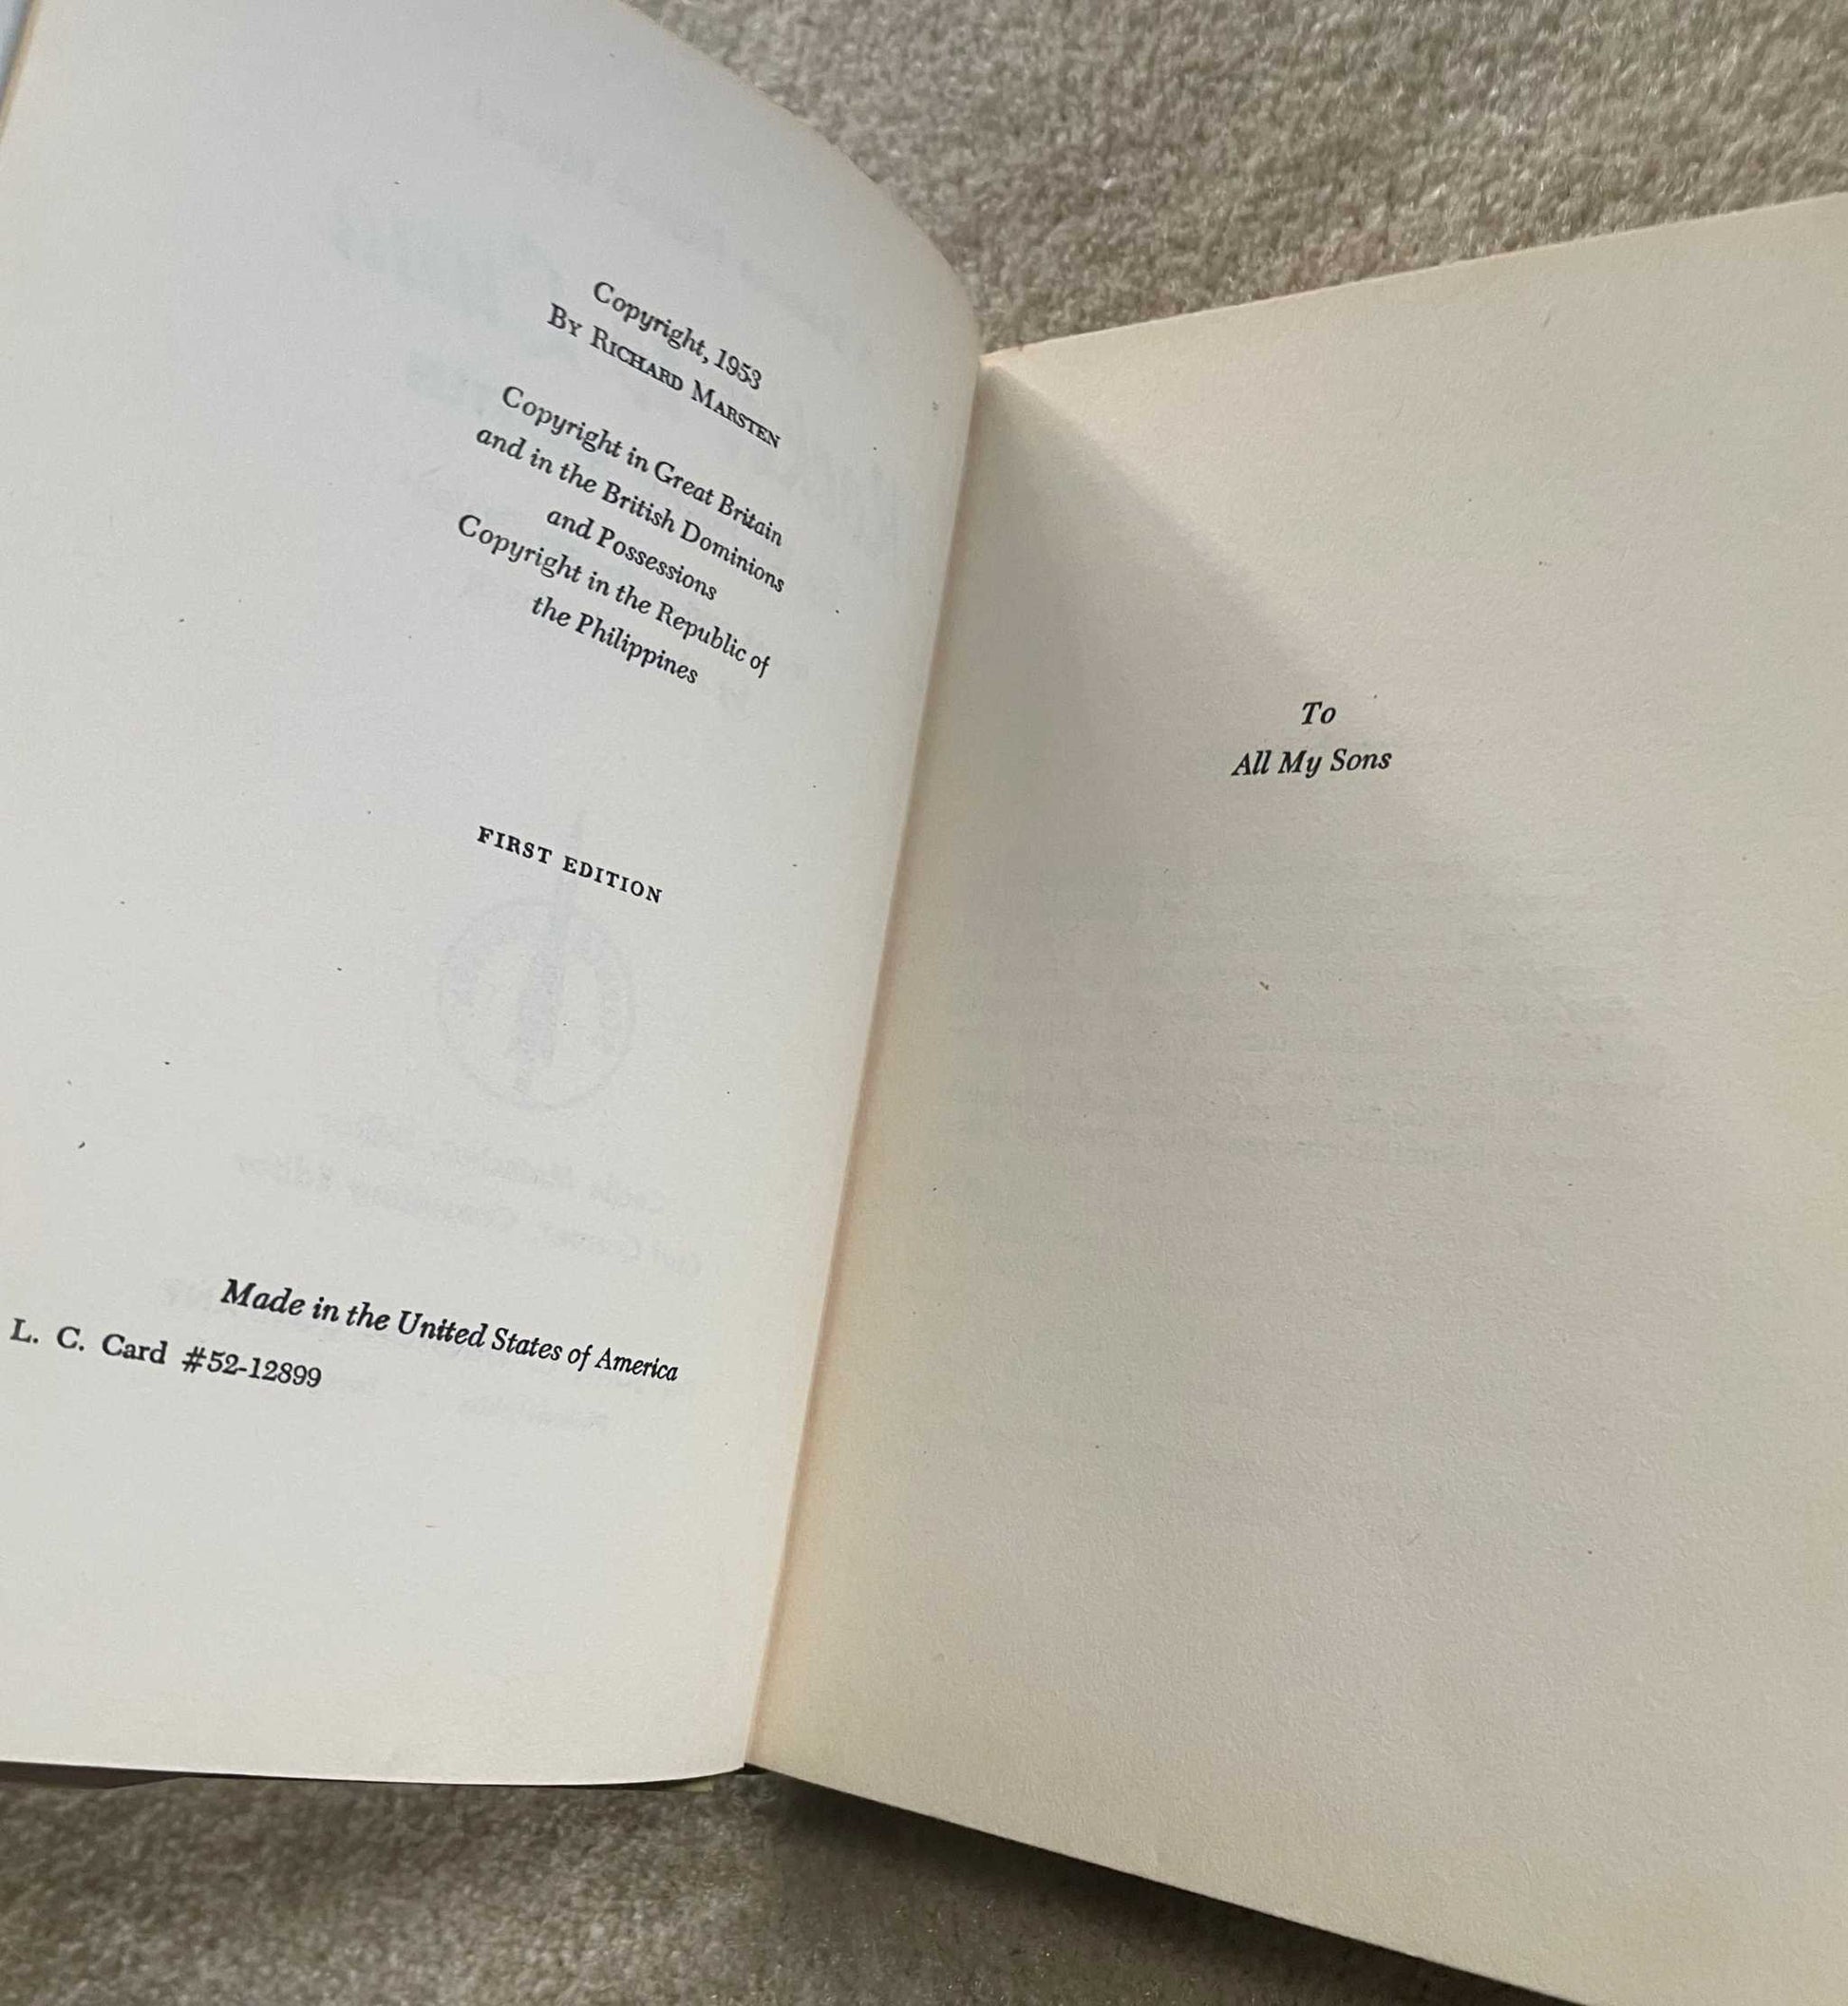 Copyright, 1953
By Richard Marsten
Copyright in Great Britain
and in the British Dominions
and Possessions
Copyright in the Republic of
the Philippines
FIRST EDITION
Made in the United States of America
L. C. Card #52-12899
To
All My Sons